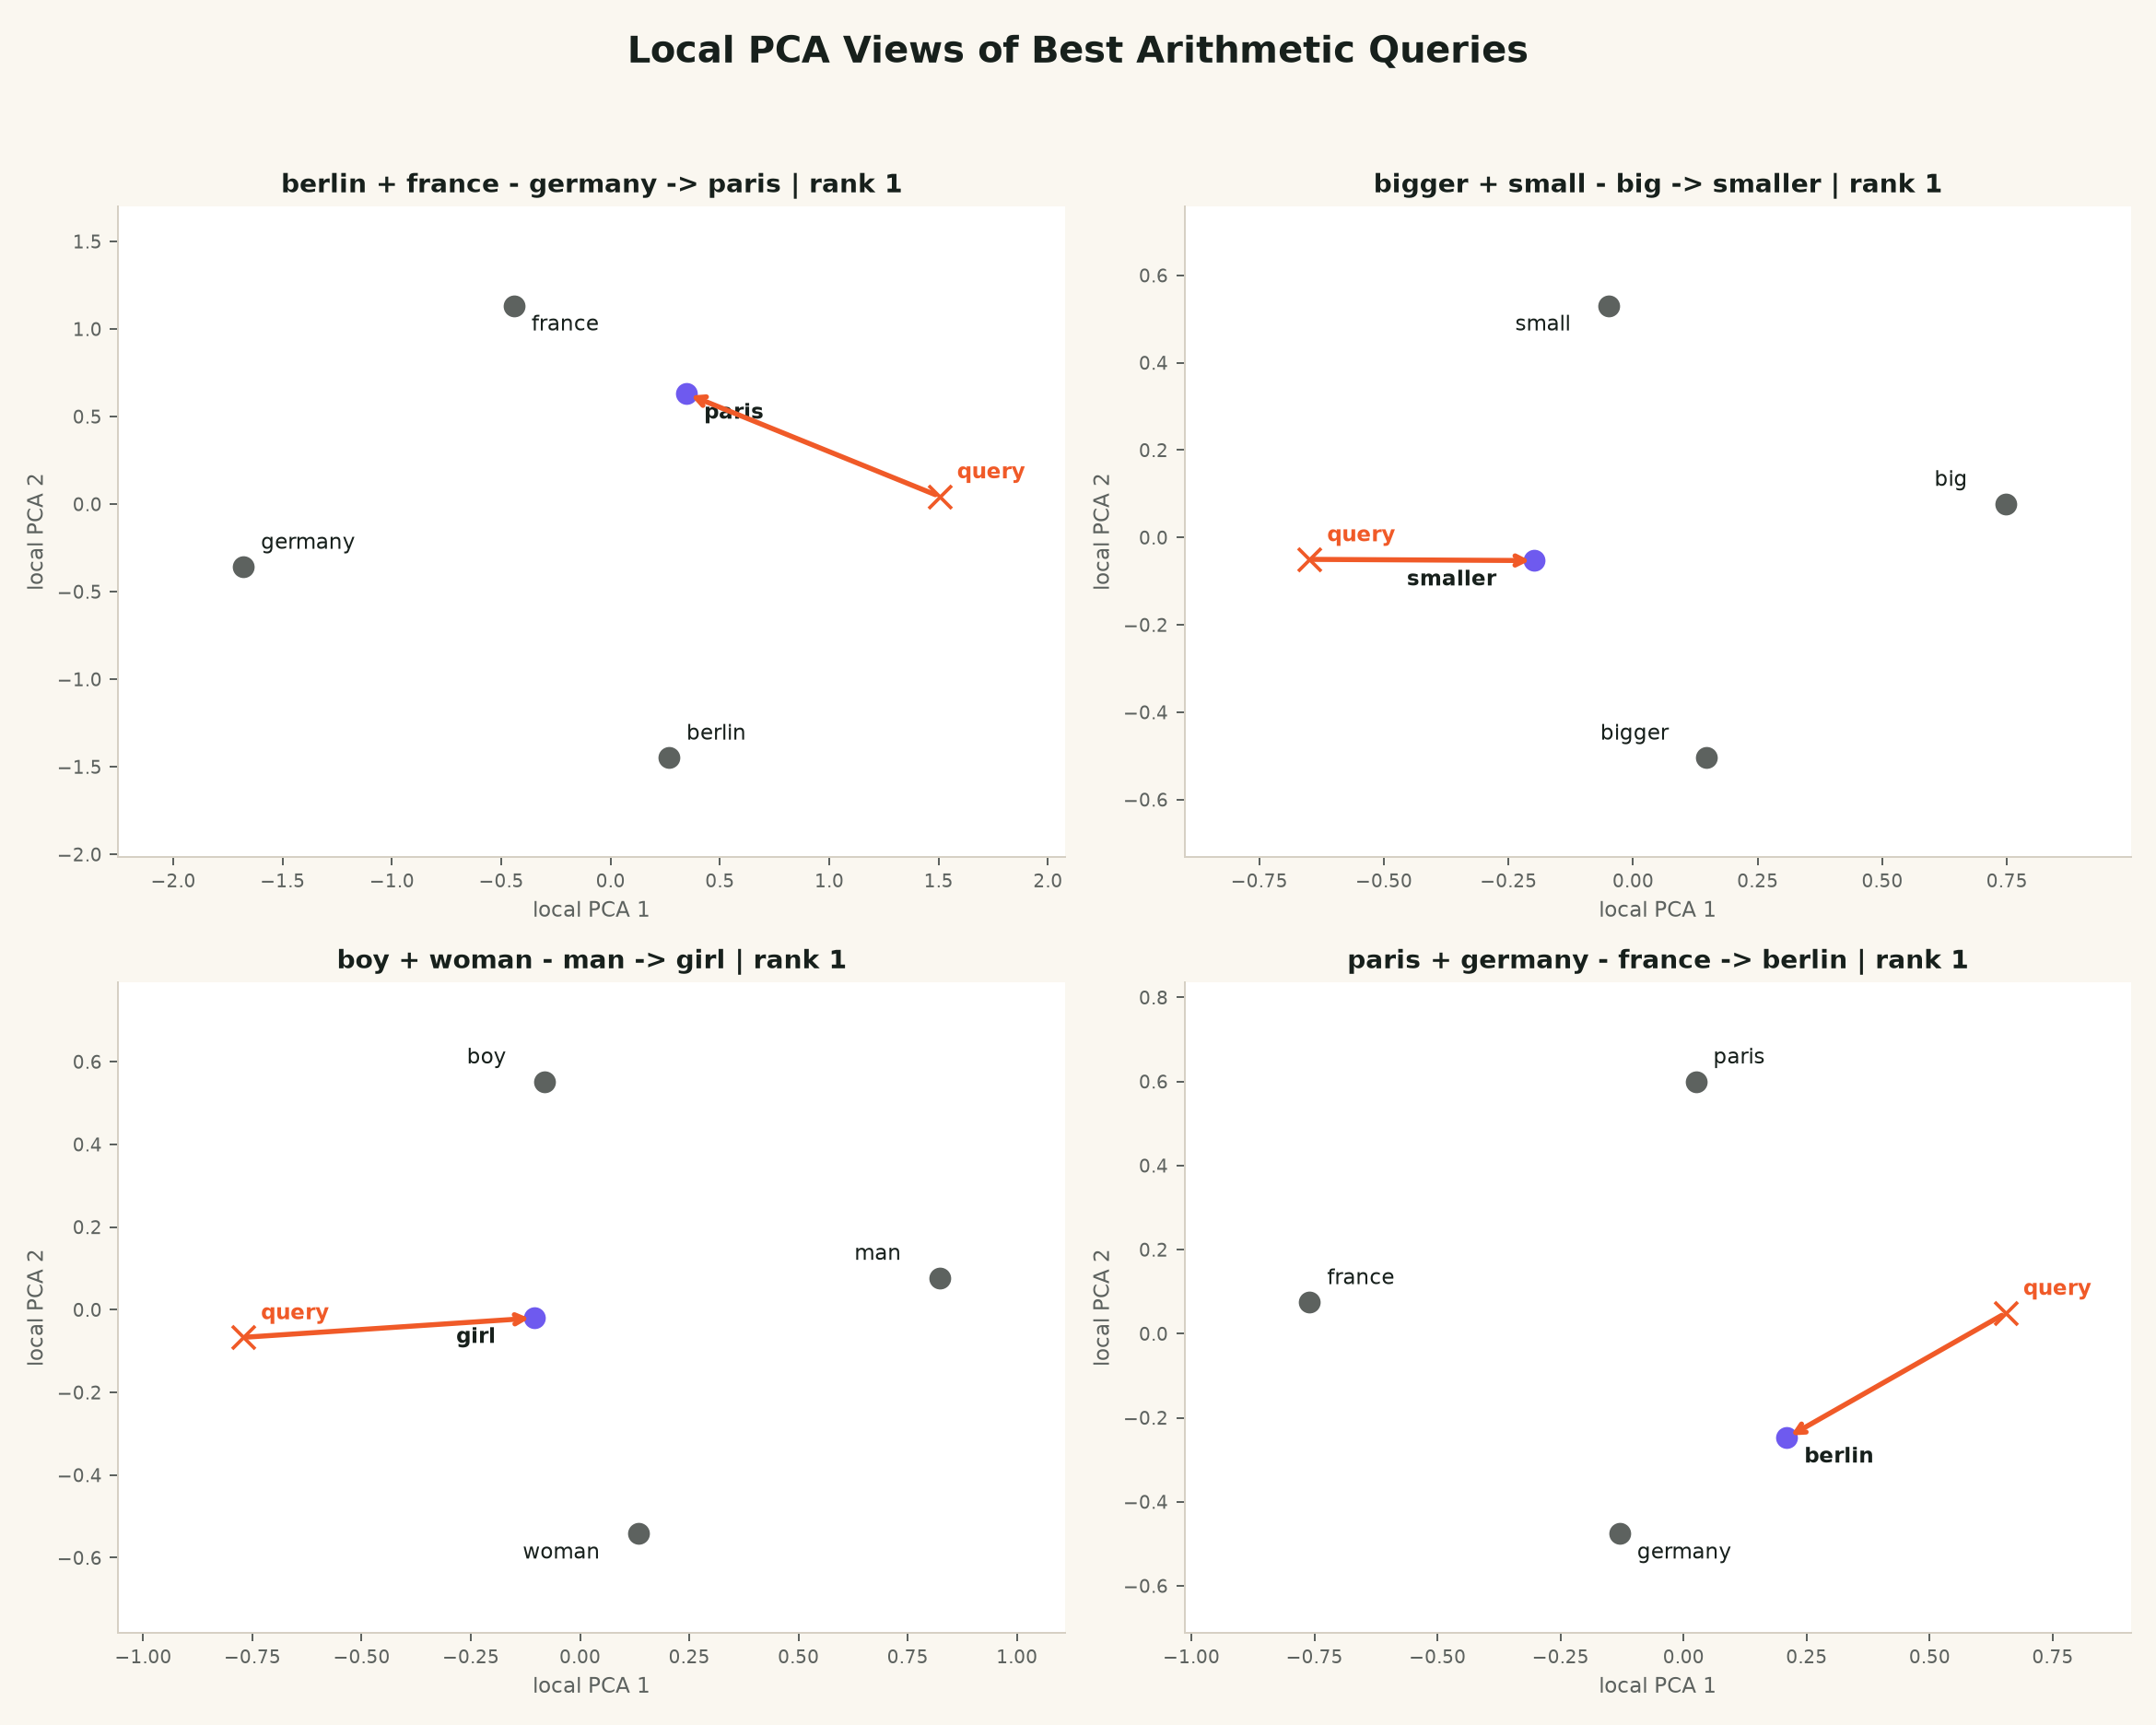 Local PCA Views of Best Arithmetic Queries
berlin + france - germany -> paris | rank 1
1.5
1.0
0.5
0.0
−0.5
−1.0
−1.5
−2.0
local PCA 2
france
paris
query
germany
berlin
−2.0 −1.5 −1.0 −0.5 0.0 0.5 1.0 1.5 2.0
local PCA 1
bigger + small - big -> smaller | rank 1
0.6
0.4
0.2
0.0
−0.2
−0.4
−0.6
local PCA 2
small
big
query
smaller
bigger
−0.75 −0.50 −0.25 0.00 0.25 0.50 0.75
local PCA 1
boy + woman - man -> girl | rank 1
0.6
0.4
0.2
0.0
−0.2
−0.4
−0.6
local PCA 2
boy
man
query
girl
woman
−1.00 −0.75 −0.50 −0.25 0.00 0.25 0.50 0.75 1.00
local PCA 1
paris + germany - france -> berlin | rank 1
0.8
0.6
0.4
0.2
0.0
−0.2
−0.4
−0.6
local PCA 2
paris
france
query
berlin
germany
−1.00 −0.75 −0.50 −0.25 0.00 0.25 0.50 0.75
local PCA 1